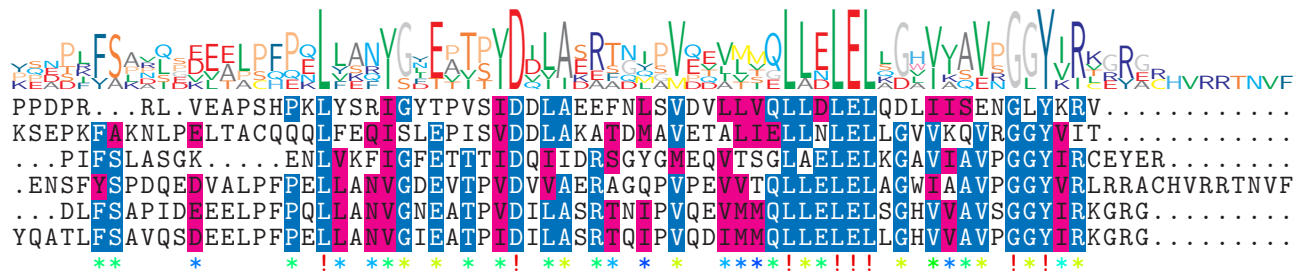 PPDPR...RL.VEAPSHPKLYSRIGYTPVSIDDLAEEFNLSVDVLLVQLLDLELQDLIISENGLYKRV............
KSEPKFAKNLPELTACQQQLFEQISLEPISVDDLAKATDMAVETALIELLNLELLGVVKQVRGGYVIT............
...PIFSLASGK.....ENLVKFIGFETTTIDQIIDRSGYGMEQVTSGLAELELKGAVIAVPGGYIRCEYER........
.ENSFYSPDQEDVALPFPELLANVGDEVTPVDVVAERAGQPVPEVVTQLLELELAGWIAAVPGGYVRLRRACHVRRTNVF
...DLFSAPIDEEELPFPQLLANVGNEATPVDILASRTNIPVQEVMMQLLELELSGHVVAVSGGYIRKGRG.........
YQATLFSAVQSDEELPFPELLANVGIEATPIDILASRTQIPVQDIMMQLLELELLGHVVAVPGGYIRKGRG.........